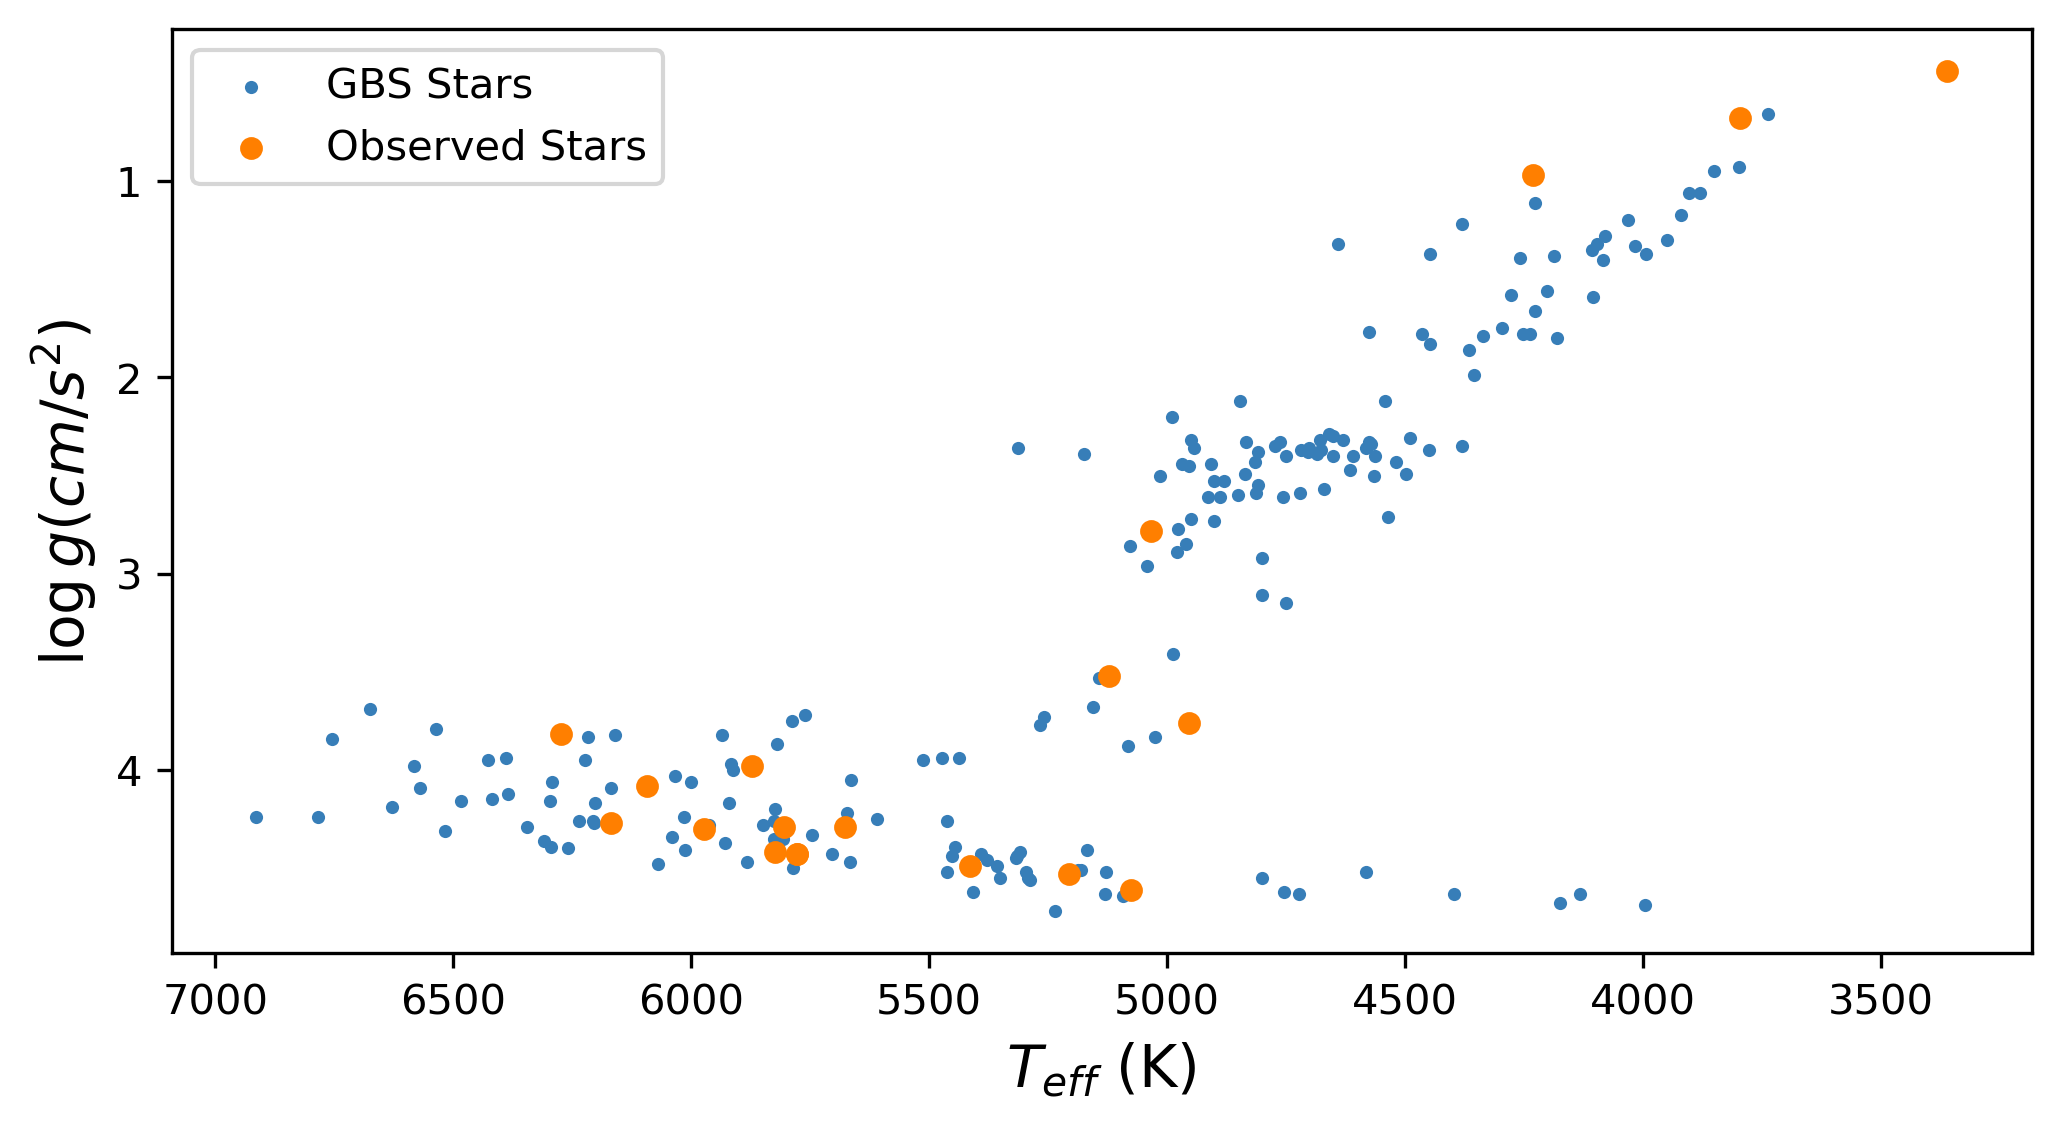 GBS Stars
Observed Stars
1
2
3
4
log g(cm/s²)
7000 6500 6000 5500 5000 4500 4000 3500
T_eff (K)